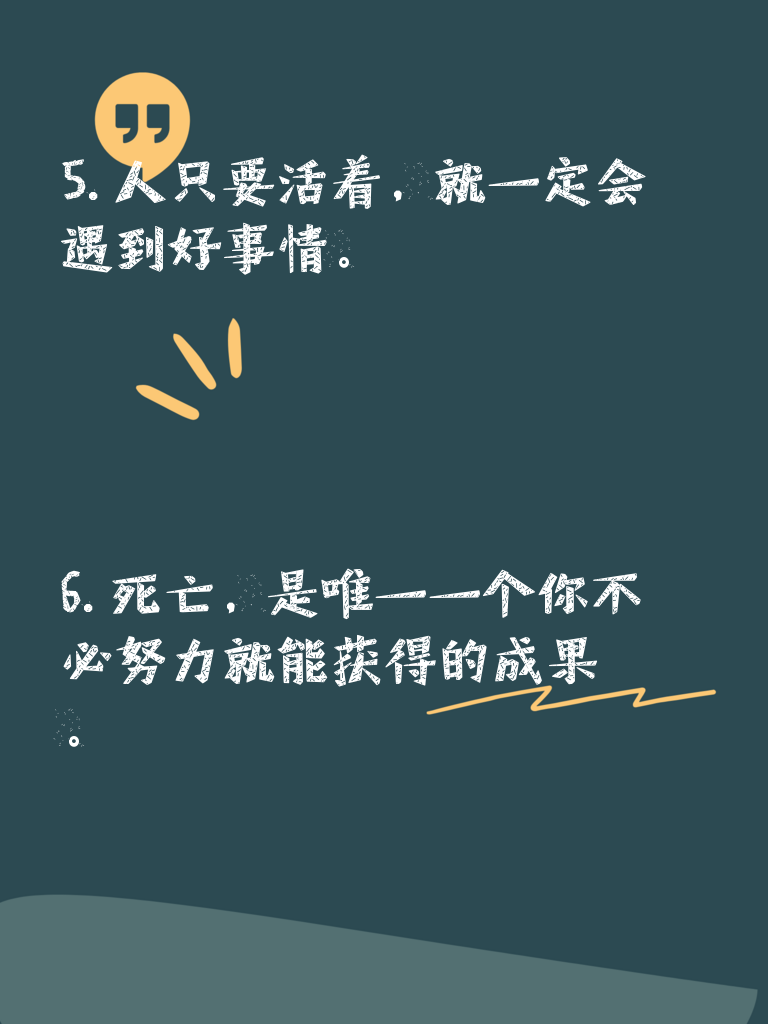 5. 人只要活着，就一定会
遇到好事情。
6. 死亡，是唯一一个你不
必努力就能获得的成果
。